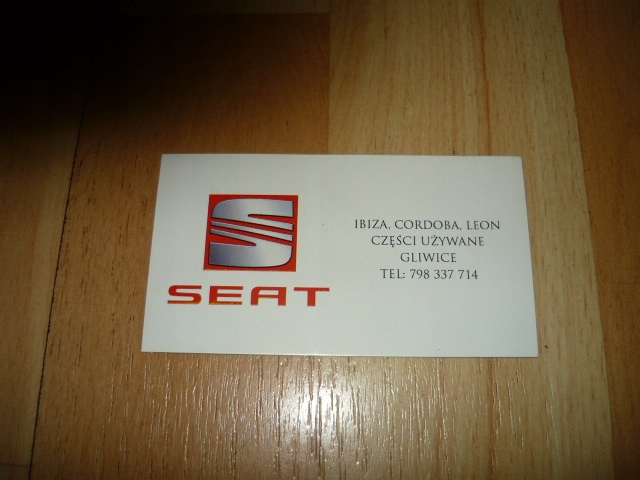 SEAT
IBIZA, CORDOBA, LEON
CZĘŚCI UŻYWANE
GLIWICE
TEL: 798 337 714